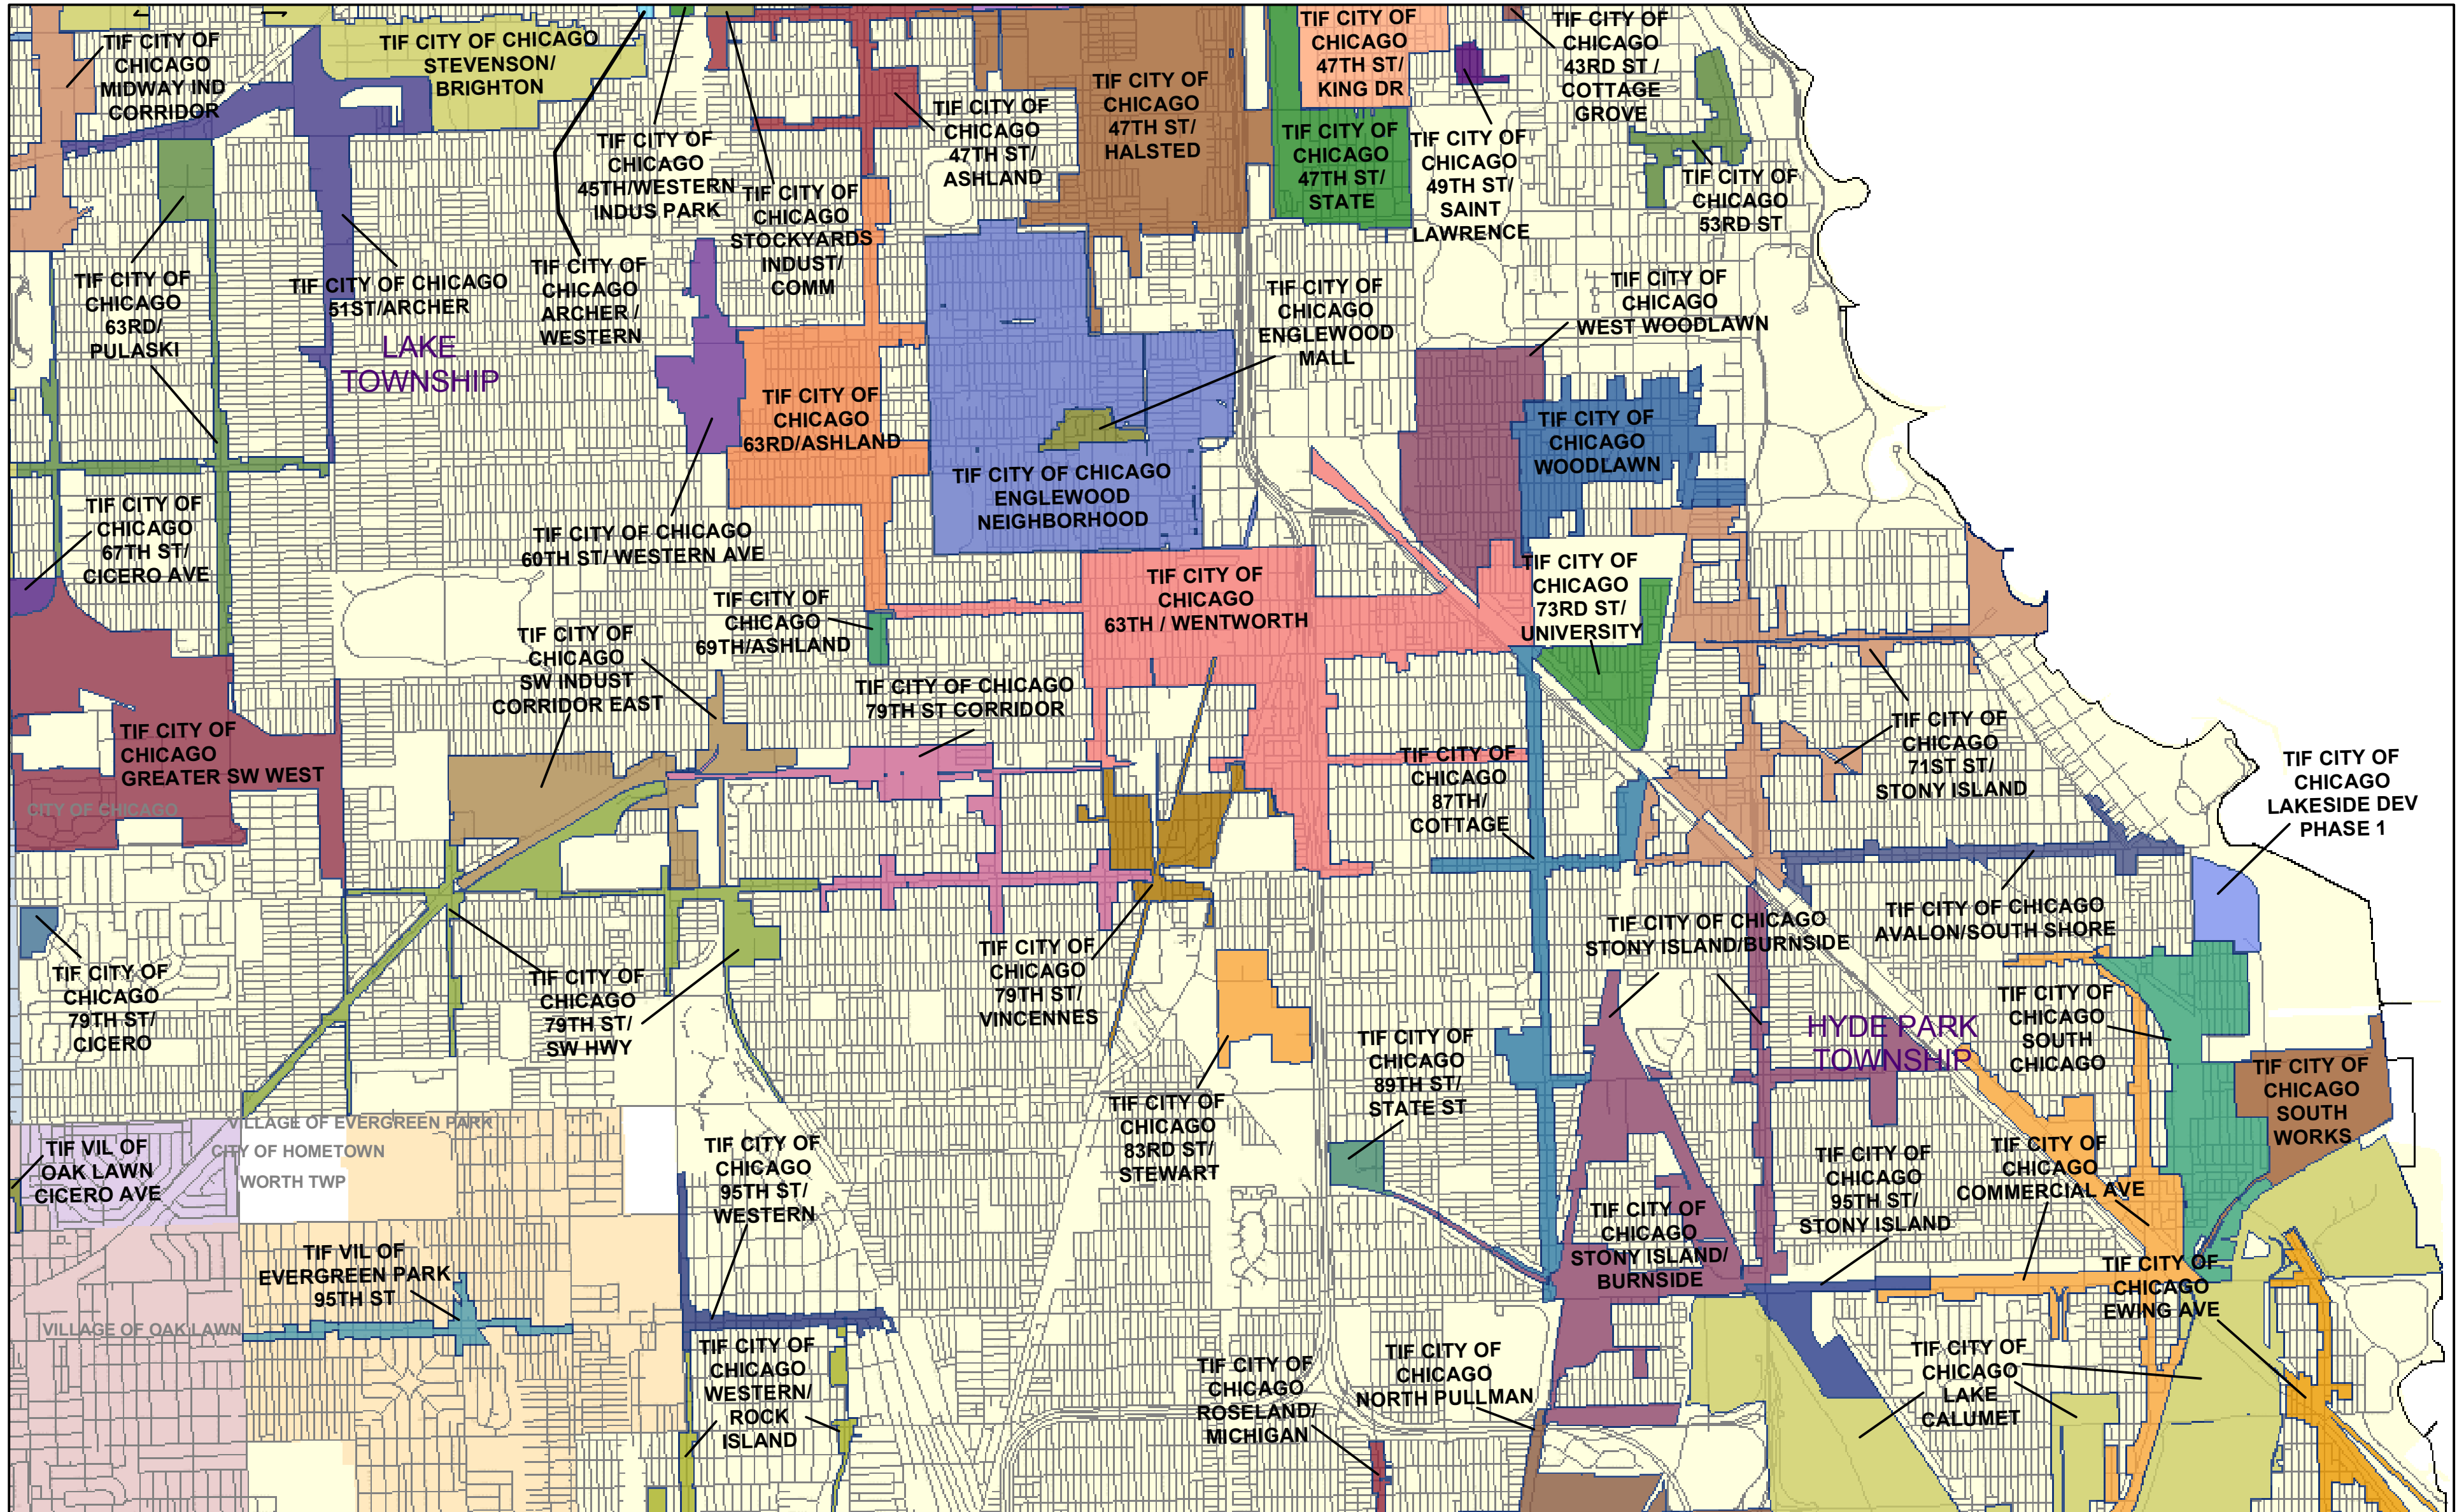 TIF CITY OF
CHICAGO
MIDWAY IND
CORRIDOR
TIF CITY OF CHICAGO
STEVENSON/
BRIGHTON
TIF CITY OF
CHICAGO
45TH/WESTERN
INDUS PARK
TIF CITY OF
CHICAGO
STOCKYARDS
INDUST/
COMM
TIF CITY OF
CHICAGO
47TH ST/
ASHLAND
TIF CITY OF
CHICAGO
47TH ST/
HALSTED
TIF CITY OF
CHICAGO
47TH ST/
KING DR
TIF CITY OF
CHICAGO
47TH ST/
STATE
TIF CITY OF
CHICAGO
49TH ST/
SAINT
LAWRENCE
TIF CITY OF
CHICAGO
43RD ST /
COTTAGE
GROVE
TIF CITY OF
CHICAGO
53RD ST
TIF CITY OF
CHICAGO
63RD/
PULASKI
TIF CITY OF CHICAGO
51ST/ARCHER
TIF CITY OF
CHICAGO
ARCHER /
WESTERN
LAKE
TOWNSHIP
TIF CITY OF
CHICAGO
ENGLEWOOD
MALL
TIF CITY OF
CHICAGO
WEST WOODLAWN
TIF CITY OF
CHICAGO
63RD/ASHLAND
TIF CITY OF
CHICAGO
WOODLAWN
TIF CITY OF CHICAGO
ENGLEWOOD
NEIGHBORHOOD
TIF CITY OF
CHICAGO
67TH ST/
CICERO AVE
TIF CITY OF CHICAGO
60TH ST/ WESTERN AVE
TIF CITY OF
CHICAGO
63TH / WENTWORTH
TIF CITY OF
CHICAGO
73RD ST/
UNIVERSITY
TIF CITY OF
CHICAGO
69TH/ASHLAND
TIF CITY OF
CHICAGO
SW INDUST
CORRIDOR EAST
TIF CITY OF CHICAGO
79TH ST CORRIDOR
TIF CITY OF
CHICAGO
GREATER SW WEST
CITY OF CHICAGO
TIF CITY OF
CHICAGO
87TH/
COTTAGE
TIF CITY OF
CHICAGO
71ST ST/
STONY ISLAND
TIF CITY OF
CHICAGO
LAKESIDE DEV
PHASE 1
TIF CITY OF CHICAGO
AVALON/SOUTH SHORE
TIF CITY OF CHICAGO
STONY ISLAND/BURNSIDE
TIF CITY OF
CHICAGO
79TH ST/
CICERO
TIF CITY OF
CHICAGO
79TH ST/
SW HWY
TIF CITY OF
CHICAGO
79TH ST/
VINCENNES
TIF CITY OF
CHICAGO
SOUTH
CHICAGO
HYDE PARK
TOWNSHIP
TIF CITY OF
CHICAGO
89TH ST/
STATE ST
TIF CITY OF
CHICAGO
SOUTH
WORKS
TIF CITY OF
CHICAGO
83RD ST/
STEWART
VILLAGE OF EVERGREEN PARK
CITY OF HOMETOWN
WORTH TWP
TIF VIL OF
OAK LAWN
CICERO AVE
TIF CITY OF
CHICAGO
95TH ST/
WESTERN
TIF CITY OF
CHICAGO
COMMERCIAL AVE
TIF CITY OF
CHICAGO
95TH ST/
STONY ISLAND
TIF CITY OF
CHICAGO
STONY ISLAND/
BURNSIDE
TIF VIL OF
EVERGREEN PARK
95TH ST
VILLAGE OF OAK LAWN
TIF CITY OF
CHICAGO
EWING AVE
TIF CITY OF
CHICAGO
WESTERN/
ROCK
ISLAND
TIF CITY OF
CHICAGO
ROSELAND/
MICHIGAN
TIF CITY OF
CHICAGO
NORTH PULLMAN
TIF CITY OF
CHICAGO
LAKE
CALUMET